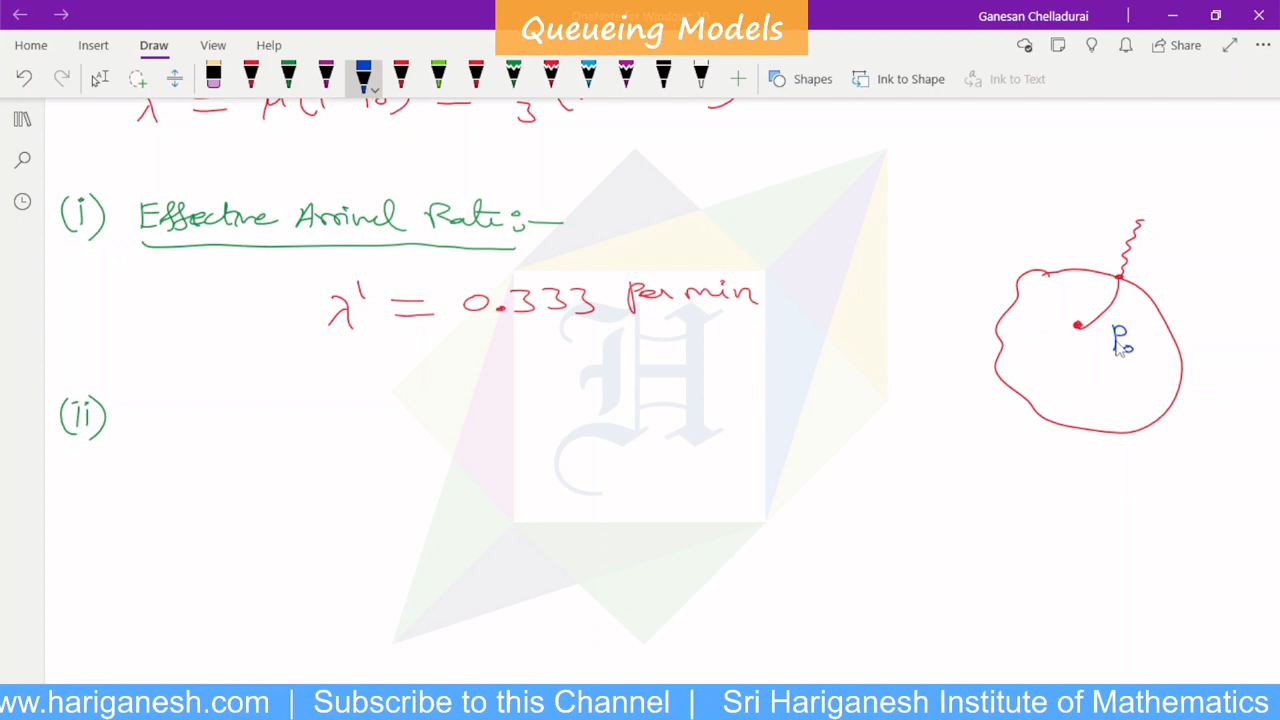 Queueing Models
Ganesan Chelladurai
Home Insert Draw View Help
Share
Shapes Ink to Shape Ink to Text
(i) Effective Arrival Rate:—
λ' = 0.333 per min
P₀
(ii)
H
www.hariganesh.com | Subscribe to this Channel | Sri Hariganesh Institute of Mathematics